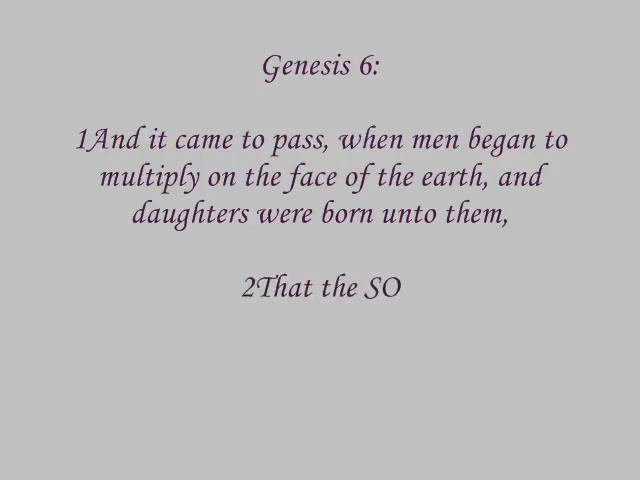 Genesis 6:
1And it came to pass, when men began to
multiply on the face of the earth, and
daughters were born unto them,
2That the SO